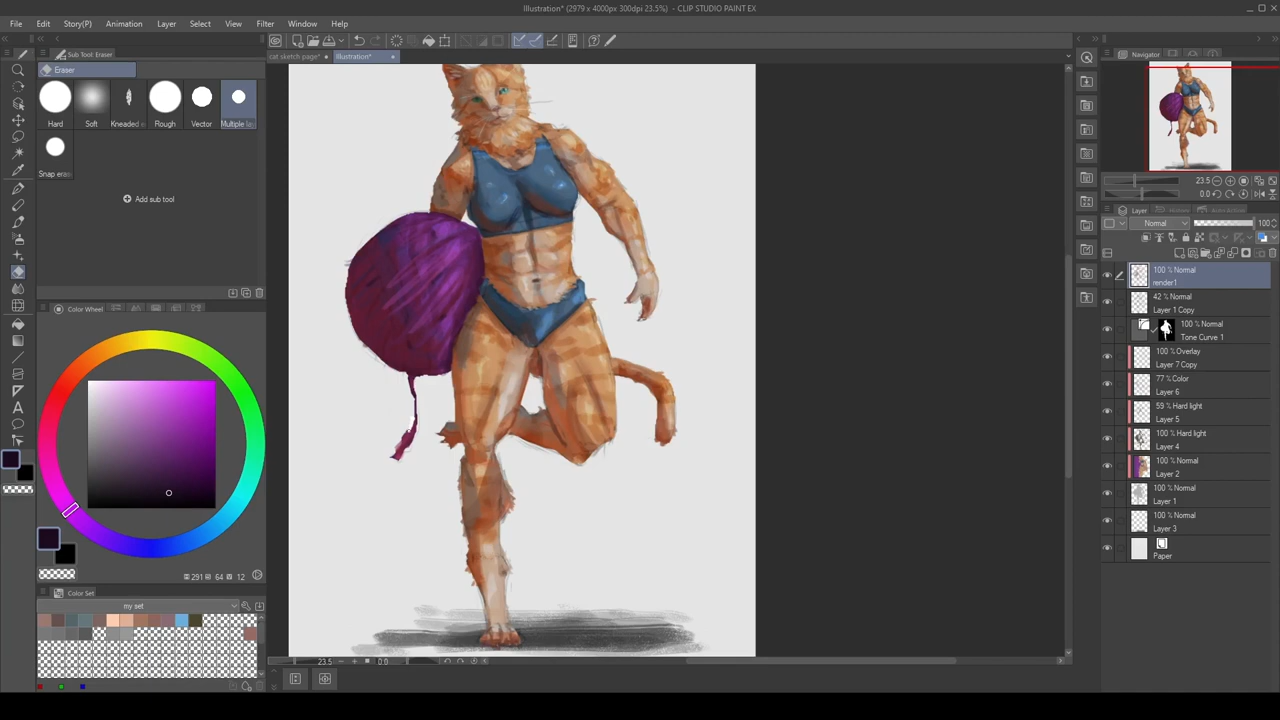 Illustration* (2979 x 4000px 300dpi 23.5%) - CLIP STUDIO PAINT EX
File Edit Story(P) Animation Layer Select View Filter Window Help
Sub Tool: Eraser
cat sketch page* Illustration*
Navigator
Eraser
Hard Soft Kneaded e Rough Vector Multiple la
Snap eras
Add sub tool
23.5
0.0
Layer History Auto Action
Normal 100
100 % Normal
render1
42 % Normal
Layer 1 Copy
100 % Normal
Tone Curve 1
100 % Overlay
Layer 7 Copy
77 % Color
Layer 6
59 % Hard light
Layer 5
100 % Hard light
Layer 4
100 % Normal
Layer 2
100 % Normal
Layer 1
100 % Normal
Layer 3
Paper
Color Wheel
291 64 12
Color Set
my set
23.5 0.0